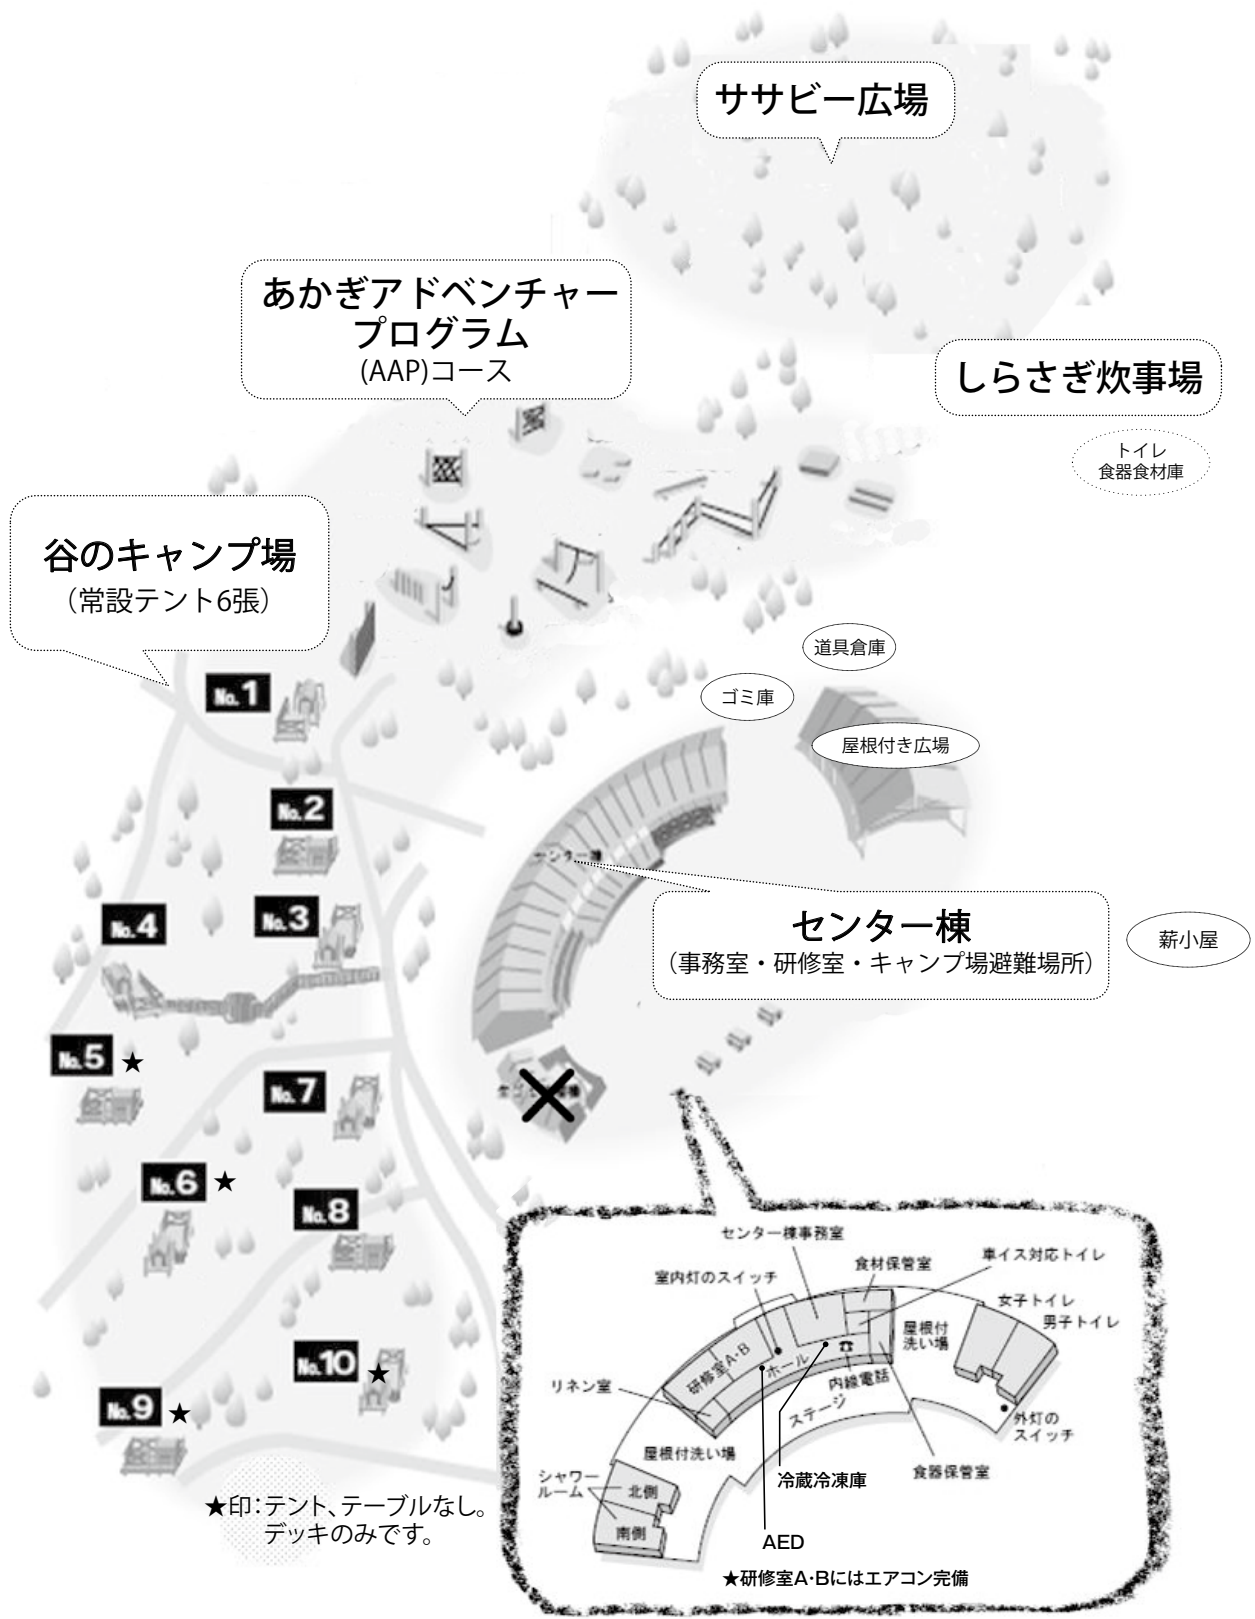 ササビー広場
あかぎアドベンチャー
プログラム
(AAP)コース
しらさぎ炊事場
トイレ
食器食材庫
谷のキャンプ場
（常設テント6張）
道具倉庫
ゴミ庫
屋根付き広場
No.1
No.2
No.3
No.4
センター棟
センター棟
（事務室・研修室・キャンプ場避難場所）
薪小屋
No.5 ★
No.7
No.6 ★
No.8
No.10 ★
No.9 ★
★印：テント、テーブルなし。
デッキのみです。
センター棟事務室
室内灯のスイッチ
食材保管室
車イス対応トイレ
女子トイレ
男子トイレ
屋根付
洗い場
研修室A・B
ホール
内線電話
リネン室
ステージ
外灯の
スイッチ
屋根付洗い場
食器保管室
シャワー
ルーム
北側
南側
冷蔵冷凍庫
AED
★研修室A・Bにはエアコン完備